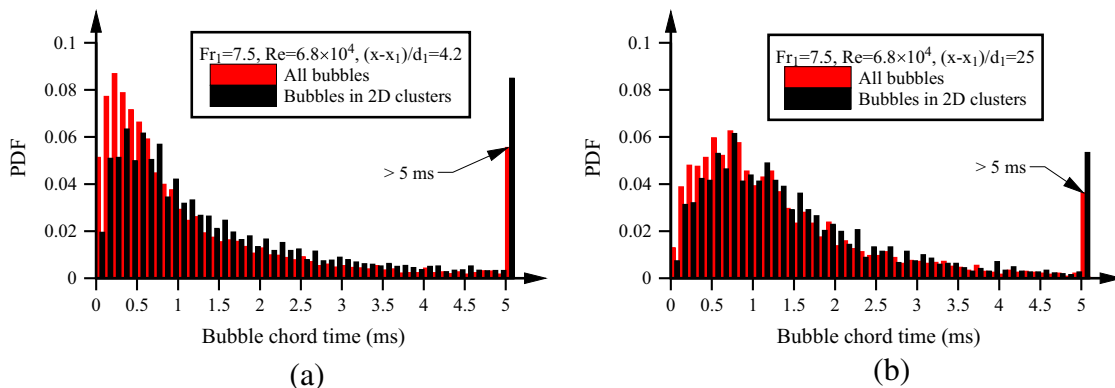 0.1
0.08
0.06
0.04
0.02
0
PDF
Fr₁=7.5, Re=6.8×10⁴, (x-x₁)/d₁=4.2
All bubbles
Bubbles in 2D clusters
> 5 ms
0 0.5 1 1.5 2 2.5 3 3.5 4 4.5 5
Bubble chord time (ms)
(a)
0.1
0.08
0.06
0.04
0.02
0
PDF
Fr₁=7.5, Re=6.8×10⁴, (x-x₁)/d₁=25
All bubbles
Bubbles in 2D clusters
> 5 ms
0 0.5 1 1.5 2 2.5 3 3.5 4 4.5 5
Bubble chord time (ms)
(b)